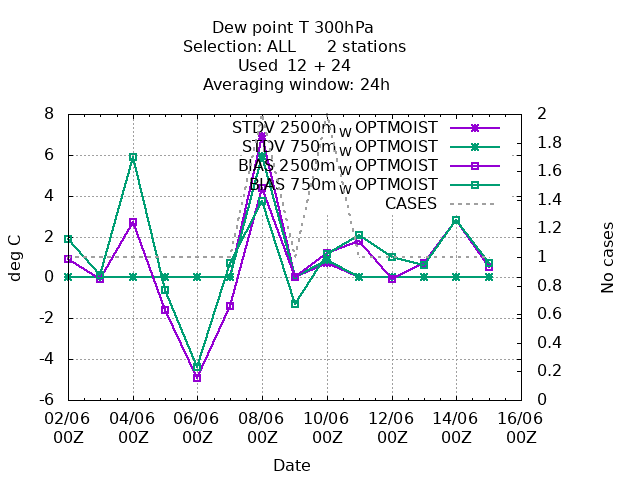 Dew point T 300hPa
Selection: ALL      2 stations
Used  12 + 24
Averaging window: 24h
8
6
4
2
0
-2
-4
-6
deg C
2
1.8
1.6
1.4
1.2
1
0.8
0.6
0.4
0.2
0
No cases
STDV 2500m_W OPTMOIST
STDV 750m_W OPTMOIST
BIAS 2500m_W OPTMOIST
BIAS 750m_W OPTMOIST
CASES
02/06 04/06 06/06 08/06 10/06 12/06 14/06 16/06
00Z 00Z 00Z 00Z 00Z 00Z 00Z 00Z
Date